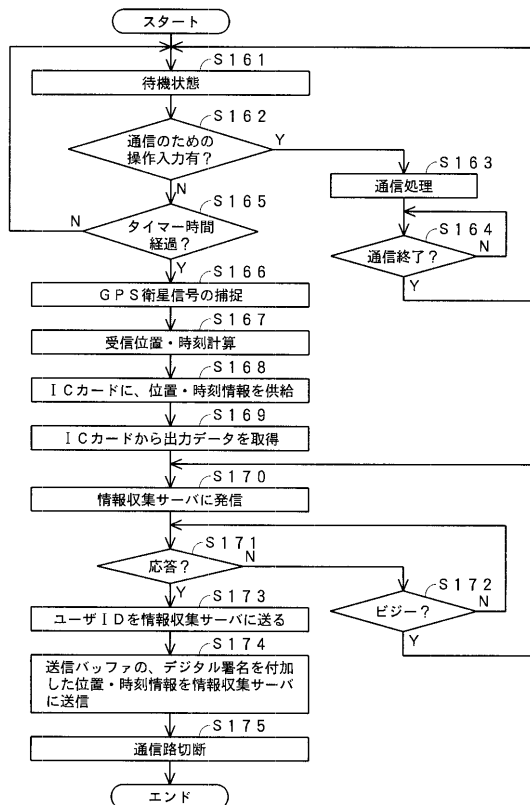 スタート
S161
待機状態
S162
通信のための
操作入力有?
Y
N
S163
通信処理
S164
通信終了?
N
Y
S165
タイマー時間
経過?
N
Y
S166
GPS衛星信号の捕捉
S167
受信位置・時刻計算
S168
ICカードに、位置・時刻情報を供給
S169
ICカードから出力データを取得
S170
情報収集サーバに発信
S171
応答?
N
Y
S172
ビジー?
N
Y
S173
ユーザIDを情報収集サーバに送る
S174
送信バッファの、デジタル署名を付加
した位置・時刻情報を情報収集サーバ
に送信
S175
通信路切断
エンド